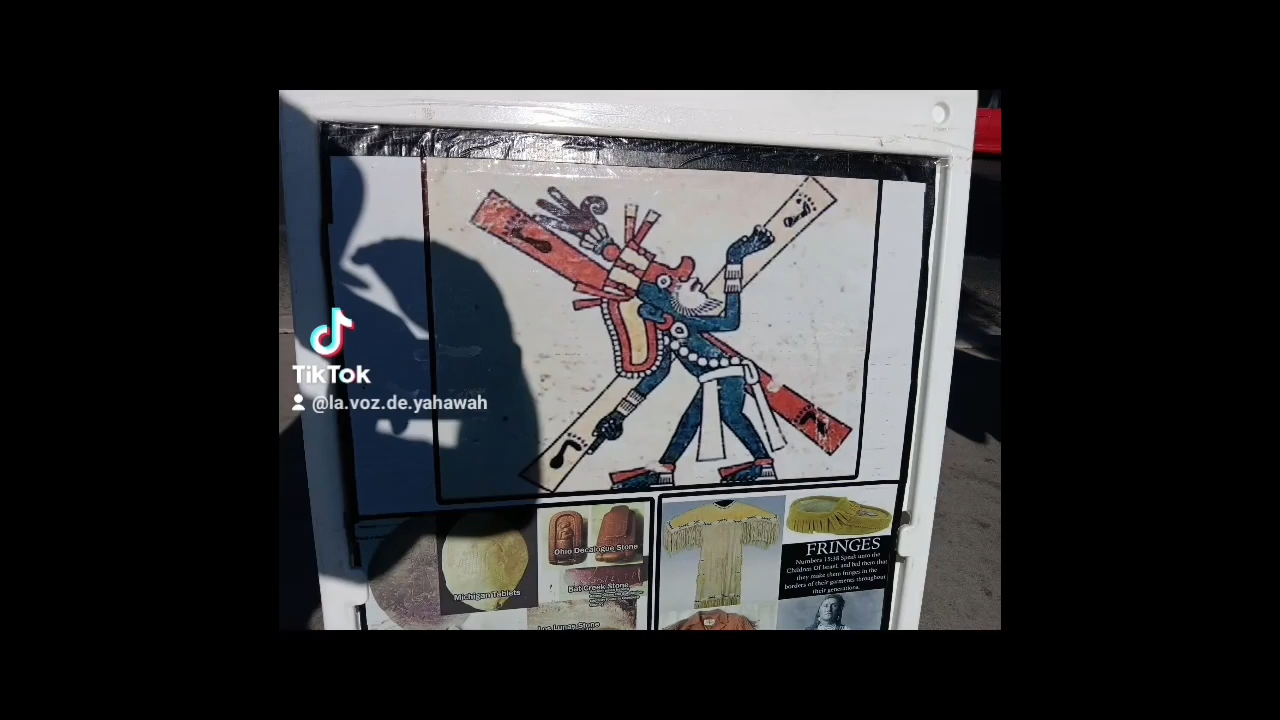 TikTok
@la.voz.de.yahawah
Ohio Decalogue Stone
Michigan Tablets
Bat Creek Stone
Los Lunas Stone
FRINGES
Numbers 15:38 Speak unto the
Children Of Israel, and bid them that
they make them fringes in the
borders of their garments throughout
their generations.